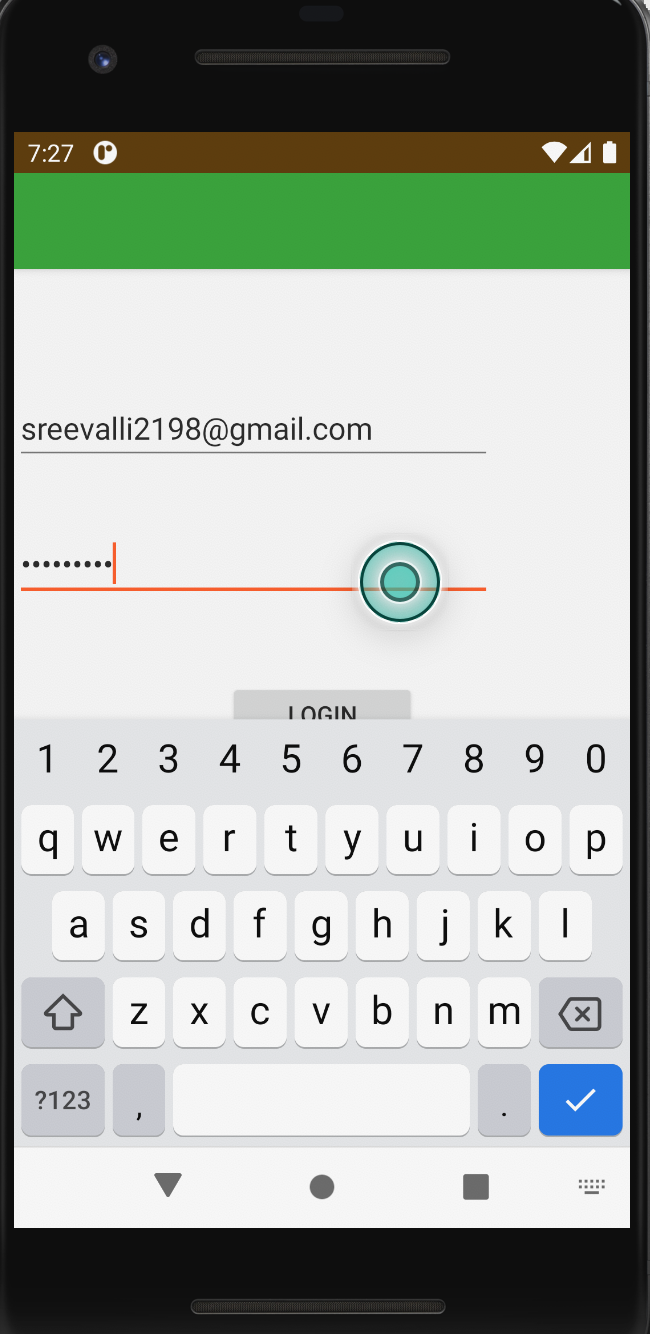 7:27
sreevalli2198@gmail.com
•••••••••
LOGIN
1 2 3 4 5 6 7 8 9 0
q w e r t y u i o p
a s d f g h j k l
z x c v b n m
?123 , .